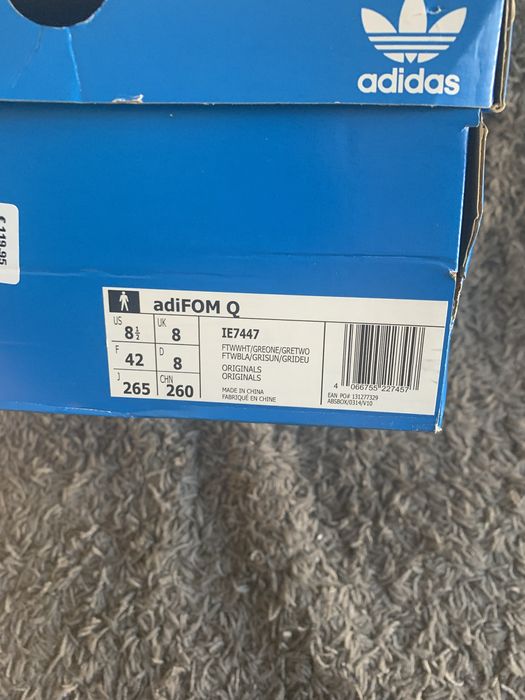 adidas
€ 119,95
adiFOM Q
US 8½ UK 8
F 42 D 8
J 265 CHN 260
IE7447
FTWWHT/GREONE/GRETWO
FTWBLA/GRISUN/GRIDEU
ORIGINALS
ORIGINALS
MADE IN CHINA
FABRIQUÉ EN CHINE
4 066755 227457
EAN PO# 131277329
ABSBOX/0314/V10